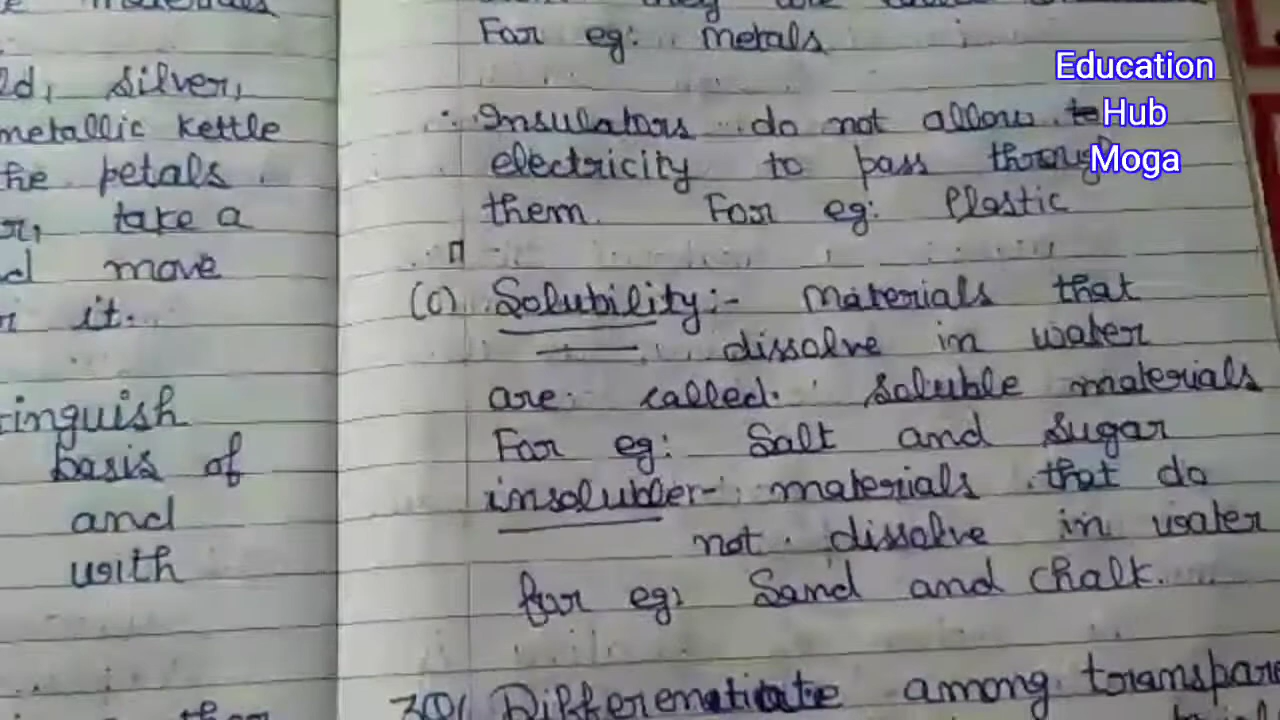 ld, silver,
metallic kettle
the petals.
take a
move
it.
basis of
and
with
For eg: metals
Insulators do not allow to
electricity to pass through
them. For eg: Plastic
(C) Solubility:- Materials that
dissolve in water
are called soluble materials
For eg: Salt and sugar
insoluble:- materials that do
not dissolve in water
for eg: Sand and chalk.
among
Education
Hub
Moga